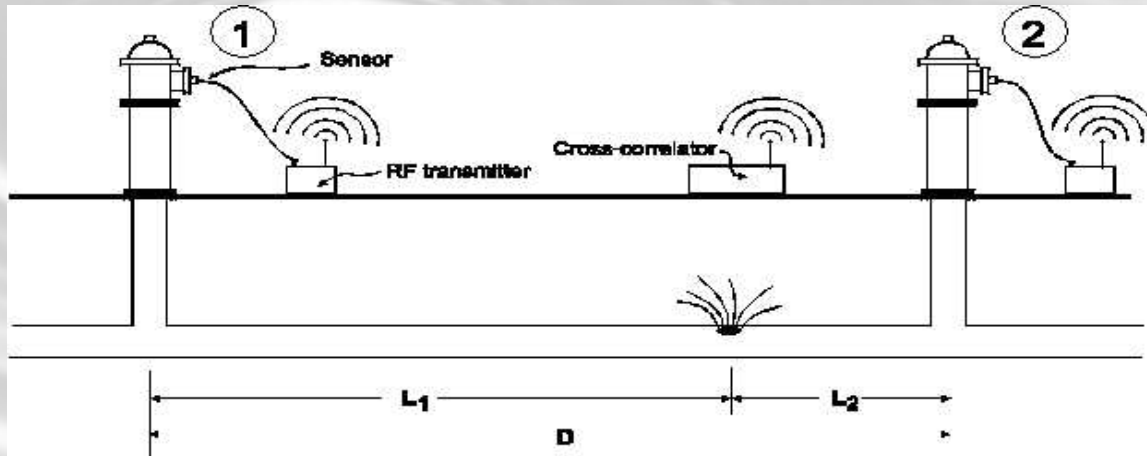 1
2
Sensor
Cross-correlator
RF transmitter
L₁
L₂
D